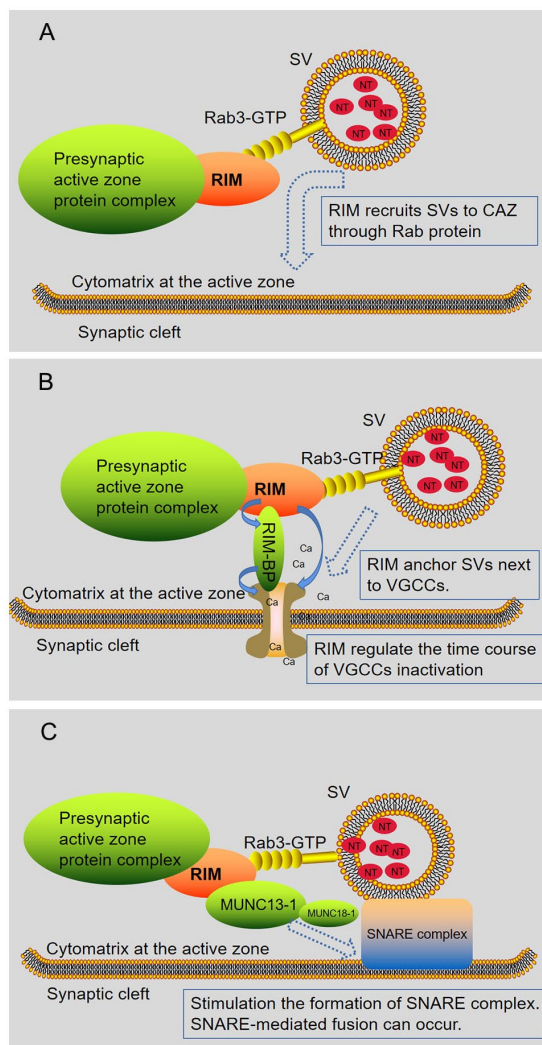 A
SV
NT
NT
NT
NT
NT
NT
Rab3-GTP
Presynaptic
active zone
protein complex
RIM
RIM recruits SVs to CAZ
through Rab protein
Cytomatrix at the active zone
Synaptic cleft
B
SV
NT
NT
NT
NT
NT
NT
Rab3-GTP
Presynaptic
active zone
protein complex
RIM
RIM-BP
Ca
Ca
Ca
RIM anchor SVs next
to VGCCs.
Cytomatrix at the active zone
Ca
Ca
Synaptic cleft
Ca
Ca
RIM regulate the time course
of VGCCs inactivation
C
SV
NT
NT
NT
NT
NT
NT
Rab3-GTP
Presynaptic
active zone
protein complex
RIM
MUNC13-1
MUNC18-1
SNARE complex
Cytomatrix at the active zone
Synaptic cleft
Stimulation the formation of SNARE complex.
SNARE-mediated fusion can occur.